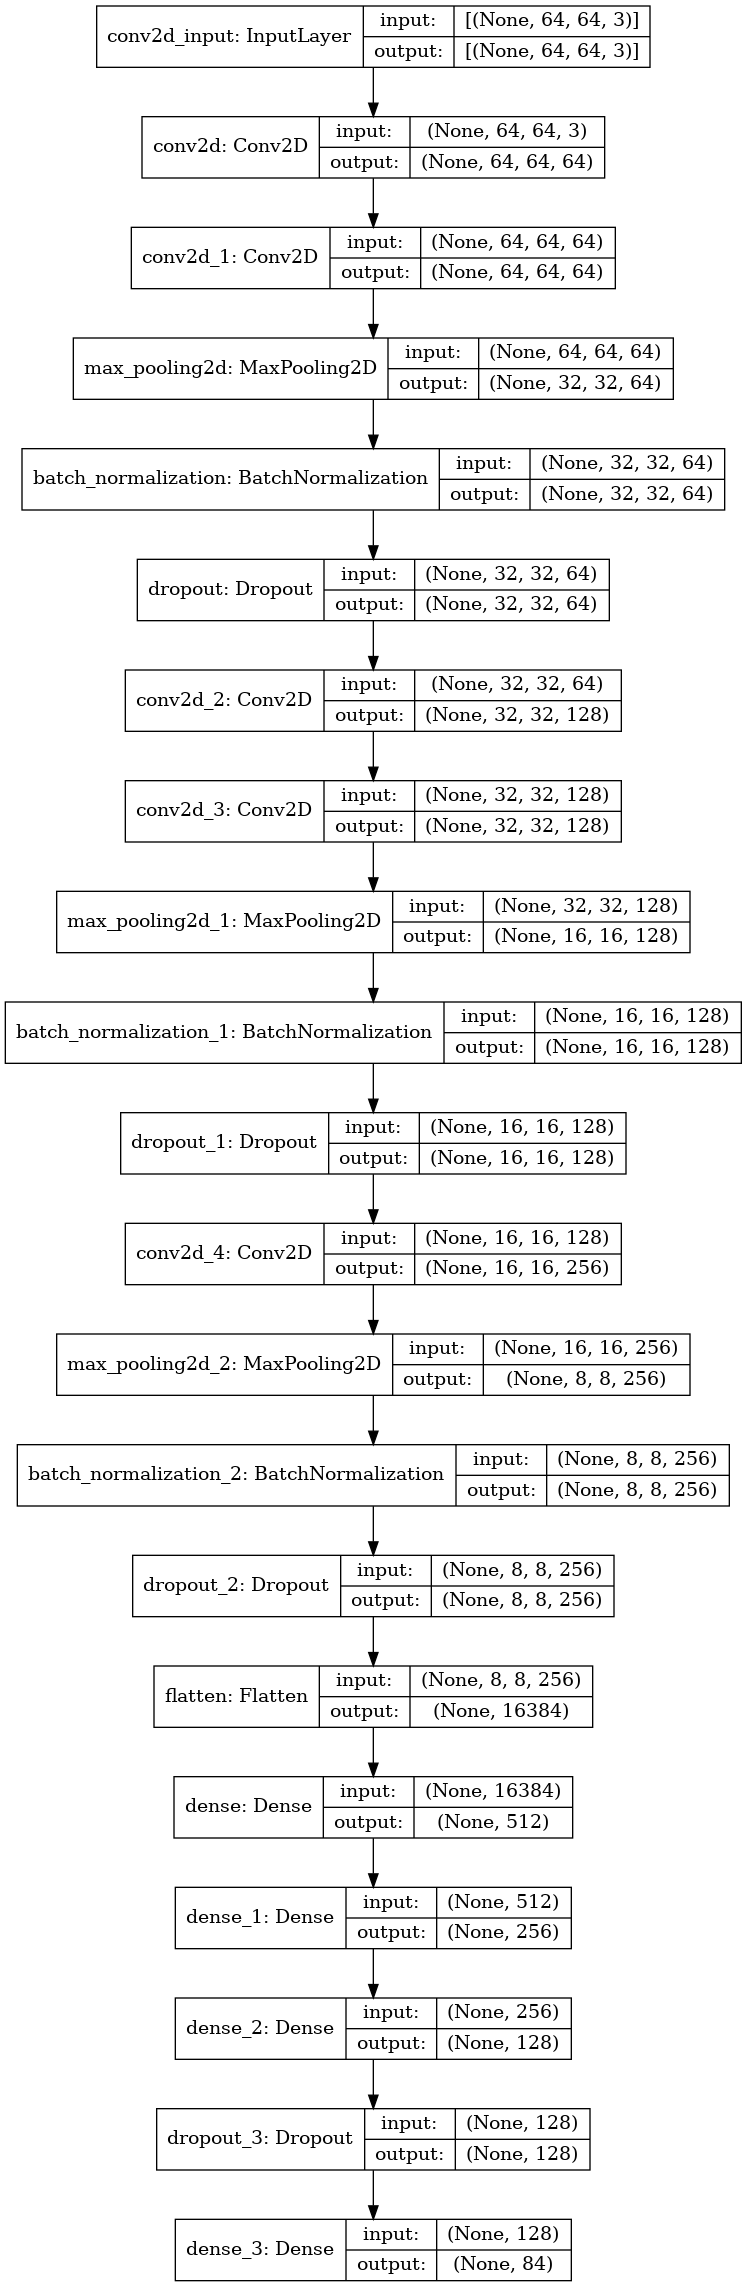 conv2d_input: InputLayer
input: [(None, 64, 64, 3)]
output: [(None, 64, 64, 3)]
conv2d: Conv2D
input: (None, 64, 64, 3)
output: (None, 64, 64, 64)
conv2d_1: Conv2D
input: (None, 64, 64, 64)
output: (None, 64, 64, 64)
max_pooling2d: MaxPooling2D
input: (None, 64, 64, 64)
output: (None, 32, 32, 64)
batch_normalization: BatchNormalization
input: (None, 32, 32, 64)
output: (None, 32, 32, 64)
dropout: Dropout
input: (None, 32, 32, 64)
output: (None, 32, 32, 64)
conv2d_2: Conv2D
input: (None, 32, 32, 64)
output: (None, 32, 32, 128)
conv2d_3: Conv2D
input: (None, 32, 32, 128)
output: (None, 32, 32, 128)
max_pooling2d_1: MaxPooling2D
input: (None, 32, 32, 128)
output: (None, 16, 16, 128)
batch_normalization_1: BatchNormalization
input: (None, 16, 16, 128)
output: (None, 16, 16, 128)
dropout_1: Dropout
input: (None, 16, 16, 128)
output: (None, 16, 16, 128)
conv2d_4: Conv2D
input: (None, 16, 16, 128)
output: (None, 16, 16, 256)
max_pooling2d_2: MaxPooling2D
input: (None, 16, 16, 256)
output: (None, 8, 8, 256)
batch_normalization_2: BatchNormalization
input: (None, 8, 8, 256)
output: (None, 8, 8, 256)
dropout_2: Dropout
input: (None, 8, 8, 256)
output: (None, 8, 8, 256)
flatten: Flatten
input: (None, 8, 8, 256)
output: (None, 16384)
dense: Dense
input: (None, 16384)
output: (None, 512)
dense_1: Dense
input: (None, 512)
output: (None, 256)
dense_2: Dense
input: (None, 256)
output: (None, 128)
dropout_3: Dropout
input: (None, 128)
output: (None, 128)
dense_3: Dense
input: (None, 128)
output: (None, 84)